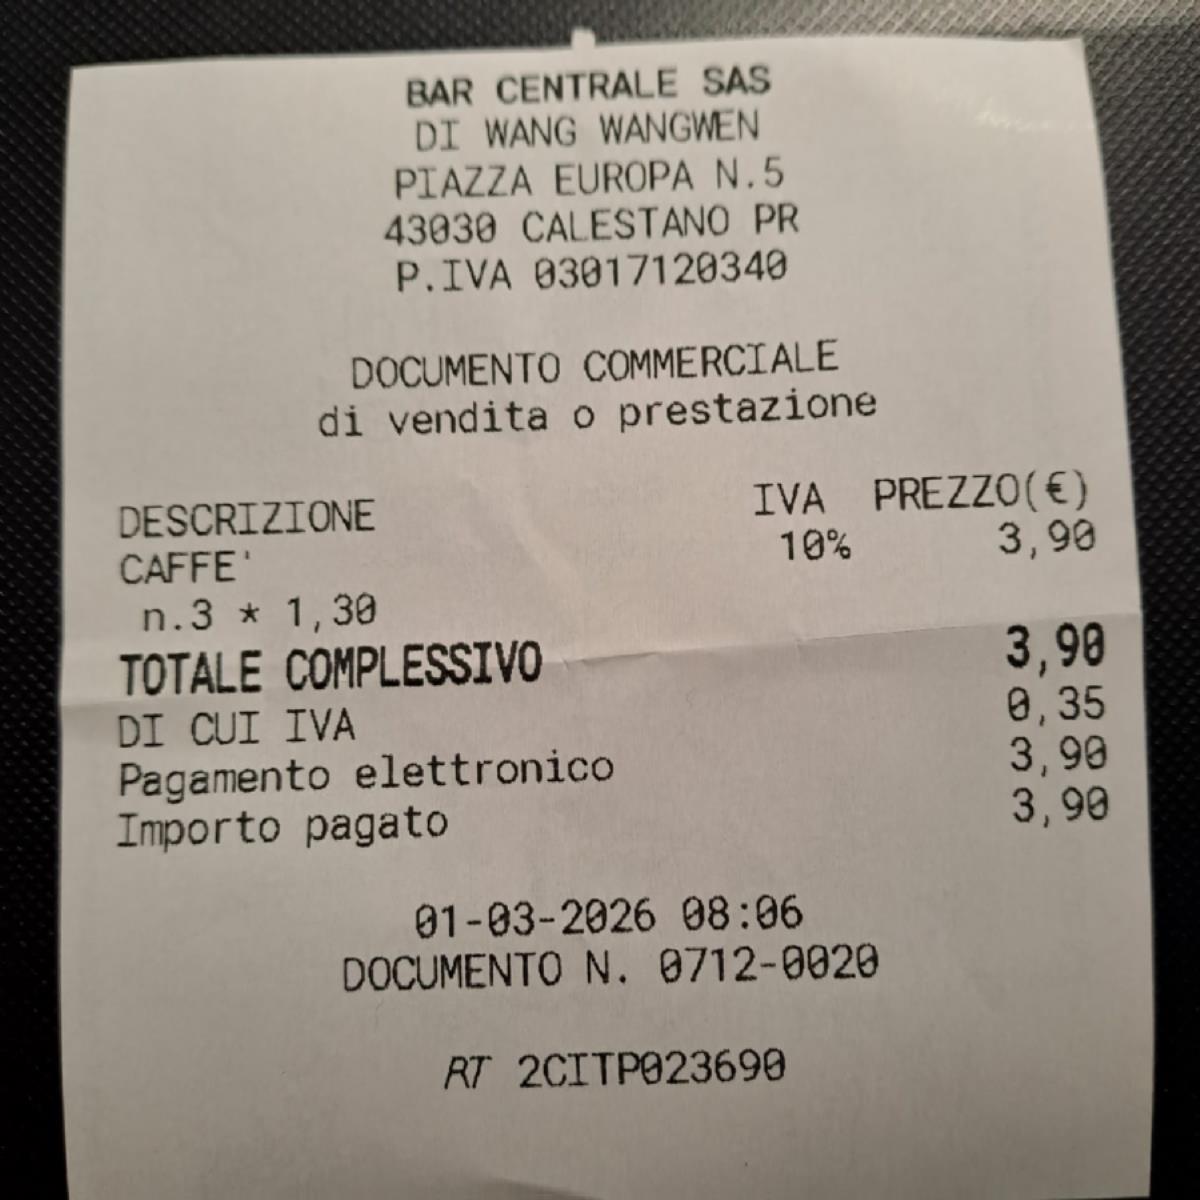 BAR CENTRALE SAS
DI WANG WANGWEN
PIAZZA EUROPA N.5
43030 CALESTANO PR
P.IVA 03017120340
DOCUMENTO COMMERCIALE
di vendita o prestazione
DESCRIZIONE IVA PREZZO(€)
CAFFE' 10% 3,90
n.3 * 1,30
TOTALE COMPLESSIVO 3,90
DI CUI IVA 0,35
Pagamento elettronico 3,90
Importo pagato 3,90
01-03-2026 08:06
DOCUMENTO N. 0712-0020
RT 2CITP023690